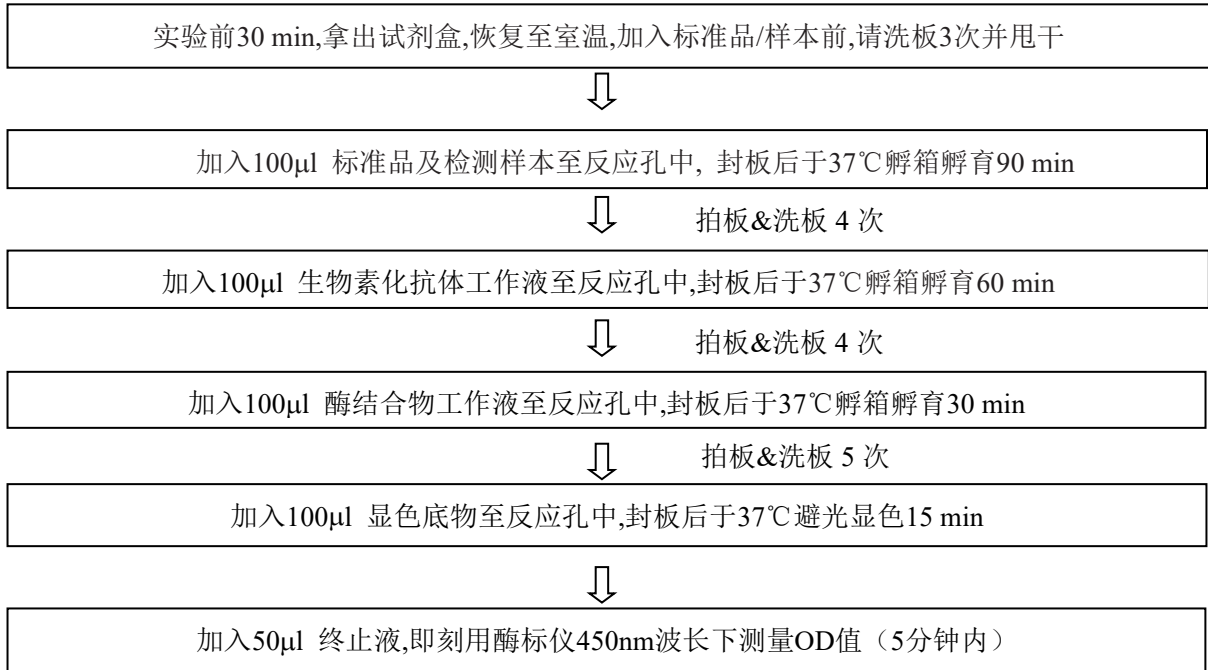 实验前30 min,拿出试剂盒,恢复至室温,加入标准品/样本前,请洗板3次并甩干
加入100μl 标准品及检测样本至反应孔中, 封板后于37℃孵箱孵育90 min
拍板&洗板 4 次
加入100μl 生物素化抗体工作液至反应孔中,封板后于37℃孵箱孵育60 min
拍板&洗板 4 次
加入100μl 酶结合物工作液至反应孔中,封板后于37℃孵箱孵育30 min
拍板&洗板 5 次
加入100μl 显色底物至反应孔中,封板后于37℃避光显色15 min
加入50μl 终止液,即刻用酶标仪450nm波长下测量OD值（5分钟内）